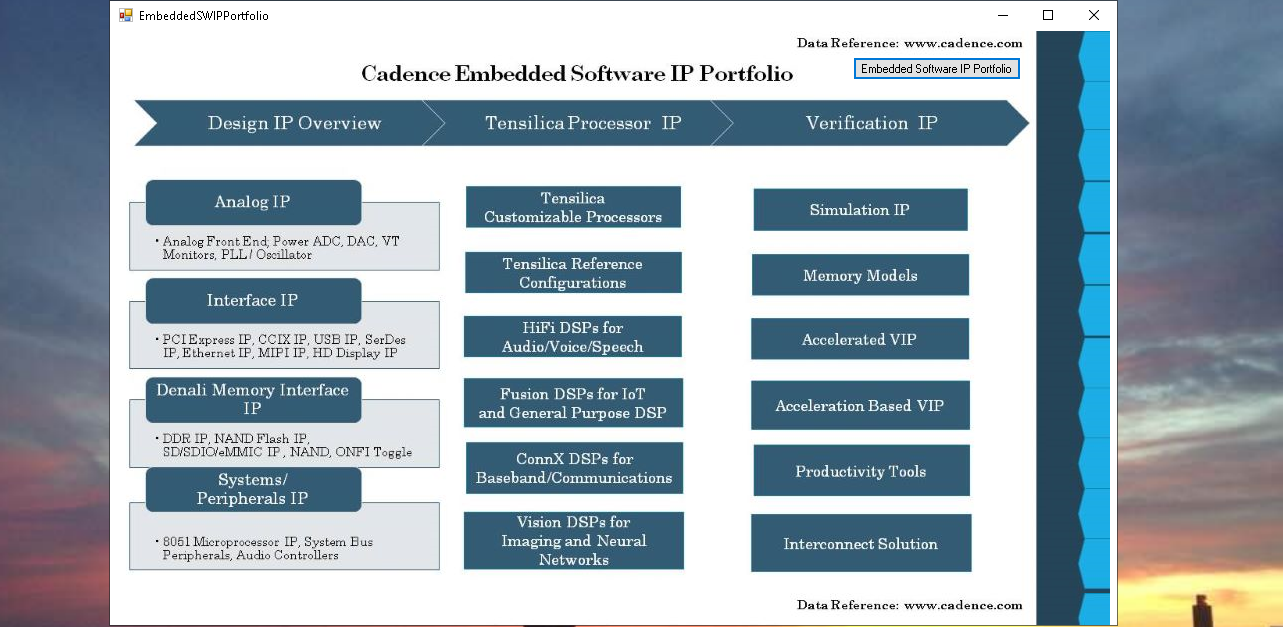 EmbeddedSWIPPortfolio
Data Reference: www.cadence.com
Cadence Embedded Software IP Portfolio
Embedded Software IP Portfolio
Design IP Overview
Tensilica Processor IP
Verification IP
Analog IP
• Analog Front End; Power ADC, DAC, VT
Monitors, PLL / Oscillator
Interface IP
• PCI Express IP, CCIX IP, USB IP, SerDes
IP, Ethernet IP, MIPI IP, HD Display IP
Denali Memory Interface
IP
• DDR IP, NAND Flash IP,
SD/SDIO/eMMIC IP , NAND, ONFI Toggle
Systems/
Peripherals IP
• 8051 Microprocessor IP, System Bus
Peripherals, Audio Controllers
Tensilica
Customizable Processors
Tensilica Reference
Configurations
HiFi DSPs for
Audio/Voice/Speech
Fusion DSPs for IoT
and General Purpose DSP
ConnX DSPs for
Baseband/Communications
Vision DSPs for
Imaging and Neural
Networks
Simulation IP
Memory Models
Accelerated VIP
Acceleration Based VIP
Productivity Tools
Interconnect Solution
Data Reference: www.cadence.com